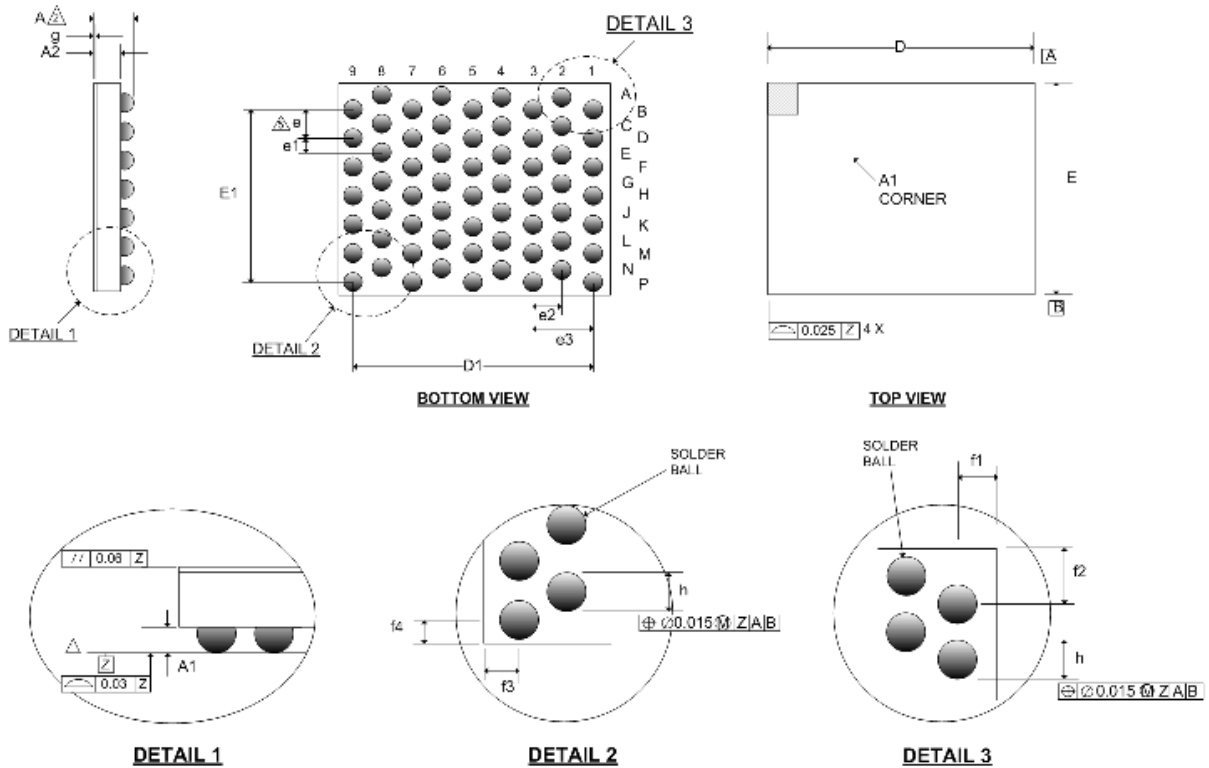 A 2
g
A2
DETAIL 1
DETAIL 3
9 8 7 6 5 4 3 2 1
A
B
C
D
E
F
G
H
J
K
L
M
N
P
e
e1
E1
e2
e3
D1
DETAIL 2
BOTTOM VIEW
D
A
A1
CORNER
E
B
0.025 Z 4 X
TOP VIEW
// 0.06 Z
Z
A1
0.03 Z
DETAIL 1
SOLDER
BALL
h
⌖ ∅0.015 Ⓜ Z A B
f4
f3
DETAIL 2
SOLDER
BALL
f1
f2
h
⌖ ∅0.015 Ⓜ Z A B
DETAIL 3